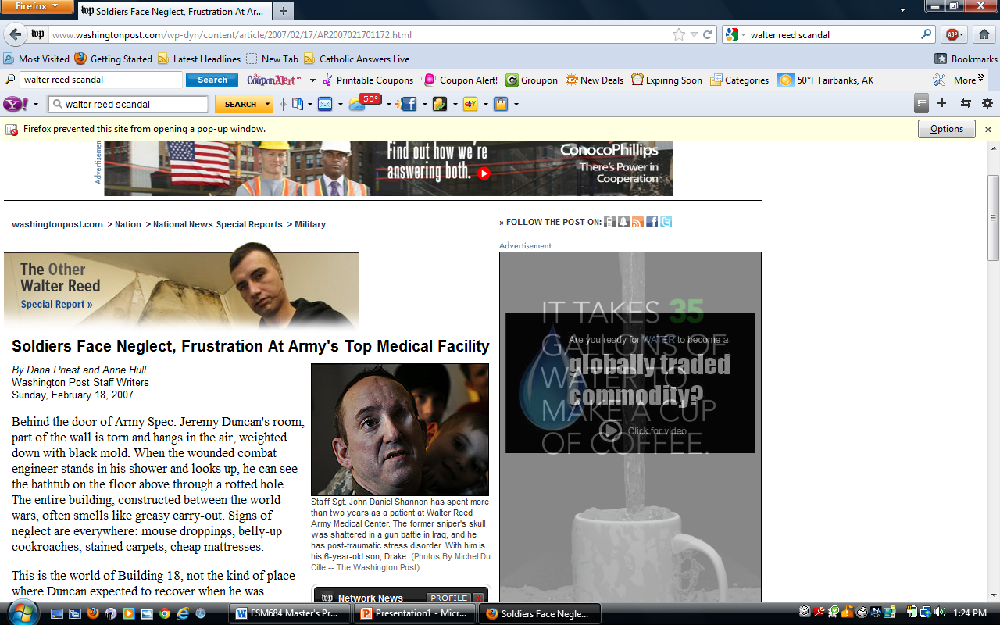 Firefox
Soldiers Face Neglect, Frustration At Ar...
www.washingtonpost.com/wp-dyn/content/article/2007/02/17/AR2007021701172.html
walter reed scandal
Most Visited Getting Started Latest Headlines New Tab Catholic Answers Live Bookmarks
walter reed scandal Search CouponAlert™ Printable Coupons Coupon Alert! Groupon New Deals Expiring Soon Categories 50°F Fairbanks, AK More
walter reed scandal SEARCH 50°
Firefox prevented this site from opening a pop-up window. Options
Find out how we're
answering both.
ConocoPhillips
There's Power in
Cooperation™
washingtonpost.com > Nation > National News Special Reports > Military
» FOLLOW THE POST ON:
The Other
Walter Reed
Special Report »
Soldiers Face Neglect, Frustration At Army's Top Medical Facility
By Dana Priest and Anne Hull
Washington Post Staff Writers
Sunday, February 18, 2007
Behind the door of Army Spec. Jeremy Duncan's room,
part of the wall is torn and hangs in the air, weighted
down with black mold. When the wounded combat
engineer stands in his shower and looks up, he can see
the bathtub on the floor above through a rotted hole.
The entire building, constructed between the world
wars, often smells like greasy carry-out. Signs of
neglect are everywhere: mouse droppings, belly-up
cockroaches, stained carpets, cheap mattresses.
This is the world of Building 18, not the kind of place
where Duncan expected to recover when he was
Staff Sgt. John Daniel Shannon has spent more
than two years as a patient at Walter Reed
Army Medical Center. The former sniper's skull
was shattered in a gun battle in Iraq, and he
has post-traumatic stress disorder. With him is
his 6-year-old son, Drake. (Photos By Michel Du
Cille -- The Washington Post)
wp Network News PROFILE X
Advertisement
IT TAKES 35
GALLONS OF
WATER TO
MAKE A CUP
OF COFFEE.
Are you ready for WATER to become a
globally traded
commodity?
Click for video
ESM684 Master's Pr... Presentation1 - Micr... Soldiers Face Negle... 1:24 PM